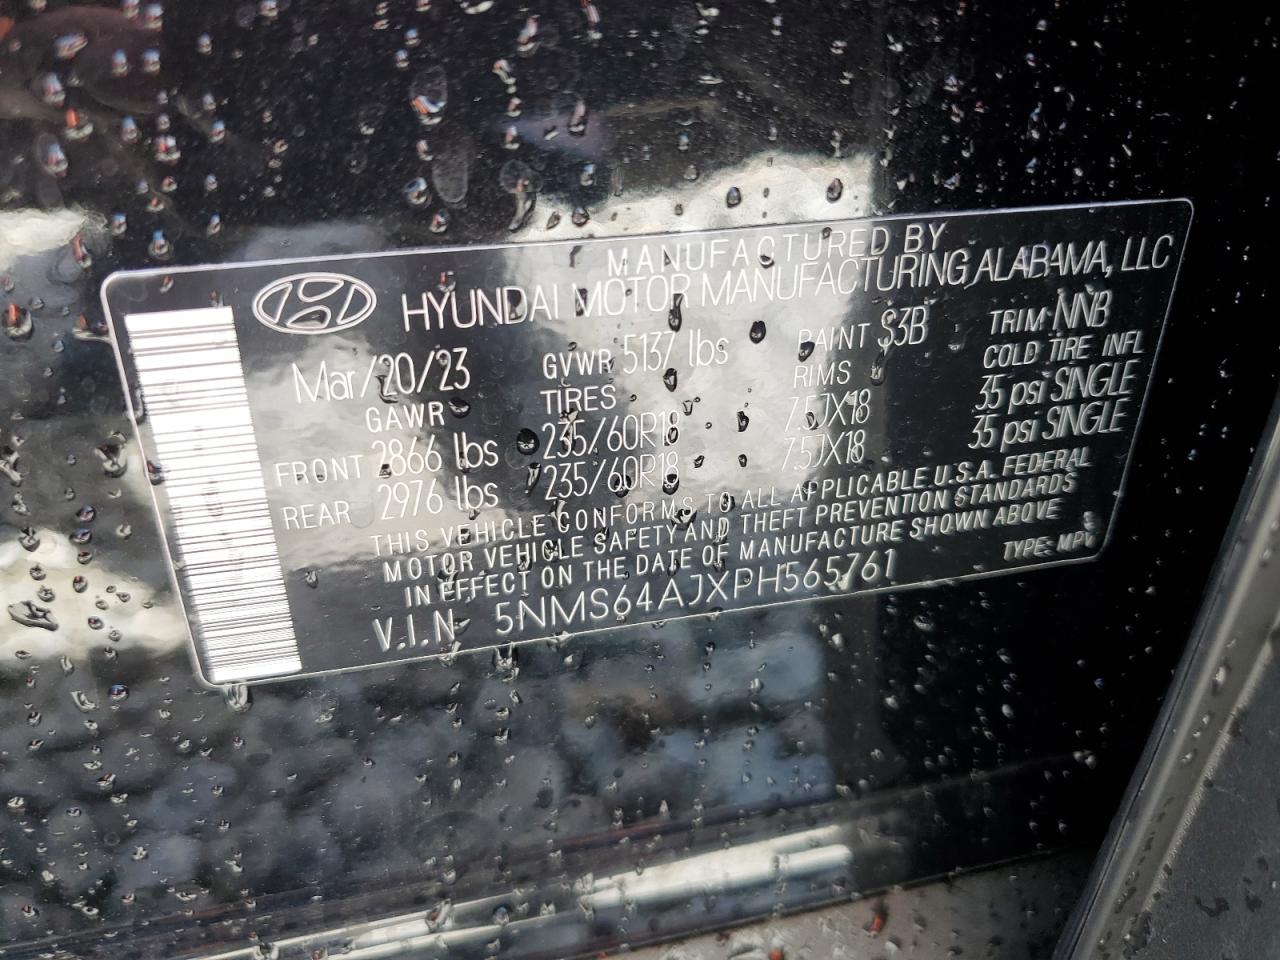 MANUFACTURED BY
HYUNDAI MOTOR MANUFACTURING ALABAMA, LLC
Mar/20/23 GVWR 5137 lbs PAINT S3B TRIM NNB
GAWR TIRES RIMS COLD TIRE INFL
FRONT 2866 lbs 235/60R18 7.5JX18 35 psi SINGLE
REAR 2976 lbs 235/60R18 7.5JX18 35 psi SINGLE
THIS VEHICLE CONFORMS TO ALL APPLICABLE U.S.A. FEDERAL
MOTOR VEHICLE SAFETY AND THEFT PREVENTION STANDARDS
IN EFFECT ON THE DATE OF MANUFACTURE SHOWN ABOVE
V.I.N 5NMS64AJXPH565761 TYPE: MPV